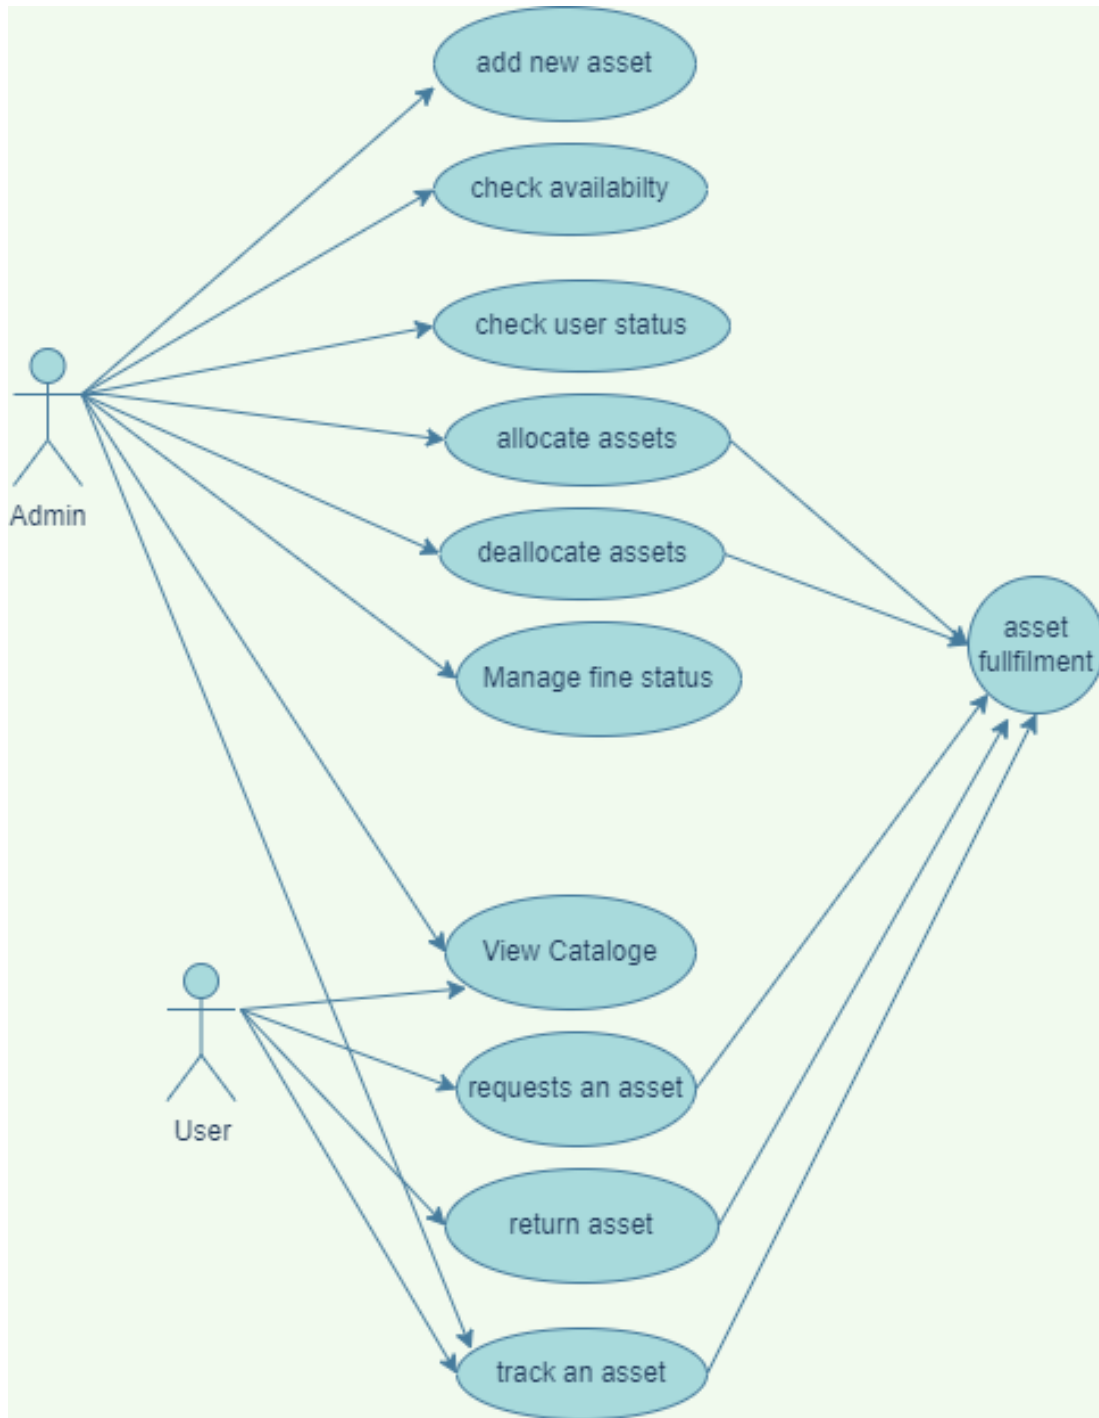 add new asset
check availabilty
check user status
allocate assets
Admin
deallocate assets
asset
fullfilment
Manage fine status
View Cataloge
requests an asset
User
return asset
track an asset